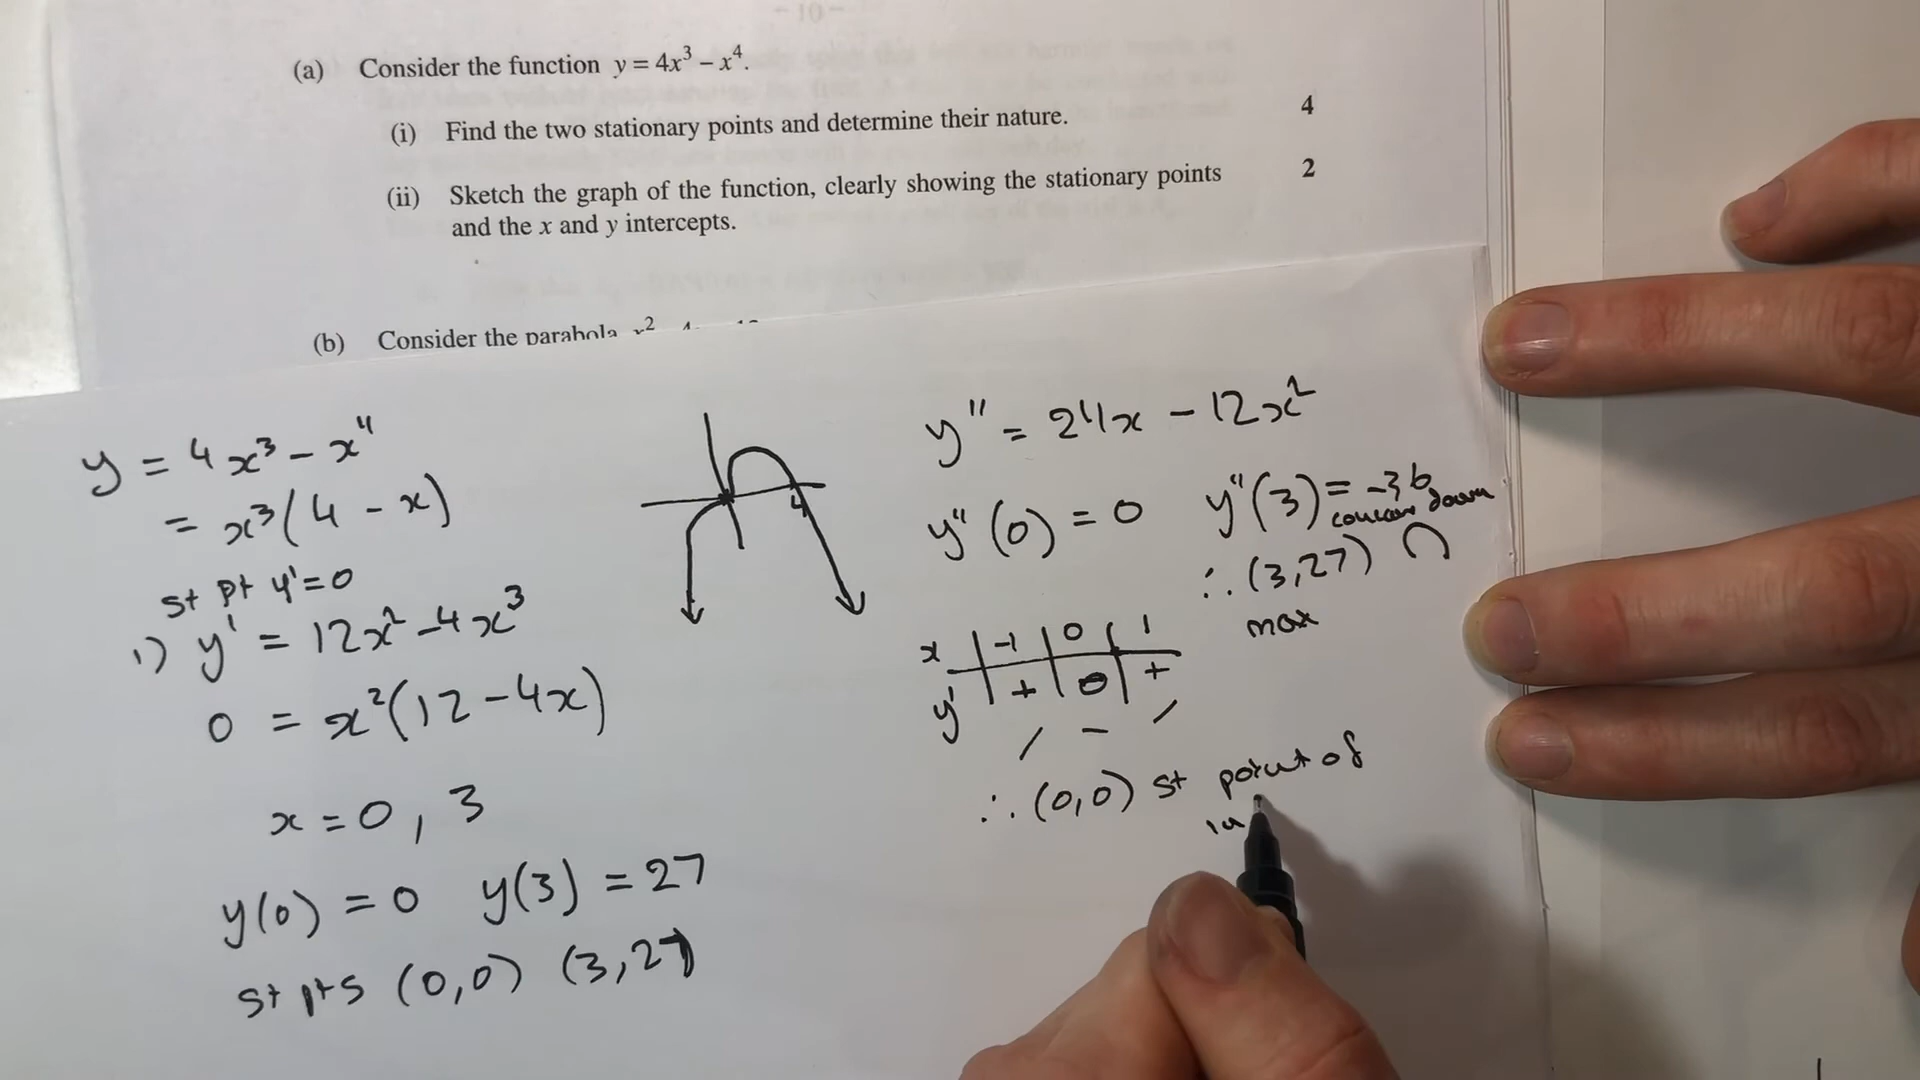 – 10 –
(a) Consider the function y = 4x³ – x⁴.
(i) Find the two stationary points and determine their nature. 4
(ii) Sketch the graph of the function, clearly showing the stationary points 2
and the x and y intercepts.
(b) Consider the parabola x²
y = 4x³ – x⁴
= x³(4 – x)
st pt y' = 0
1) y' = 12x² – 4x³
0 = x²(12 – 4x)
x = 0, 3
y(0) = 0 y(3) = 27
st pts (0,0) (3,27)
4
y'' = 24x – 12x²
y''(0) = 0 y''(3) = –36
concave down
∴ (3,27)
max
x -1 0 1
y' + 0 +
∴ (0,0) st point of
in